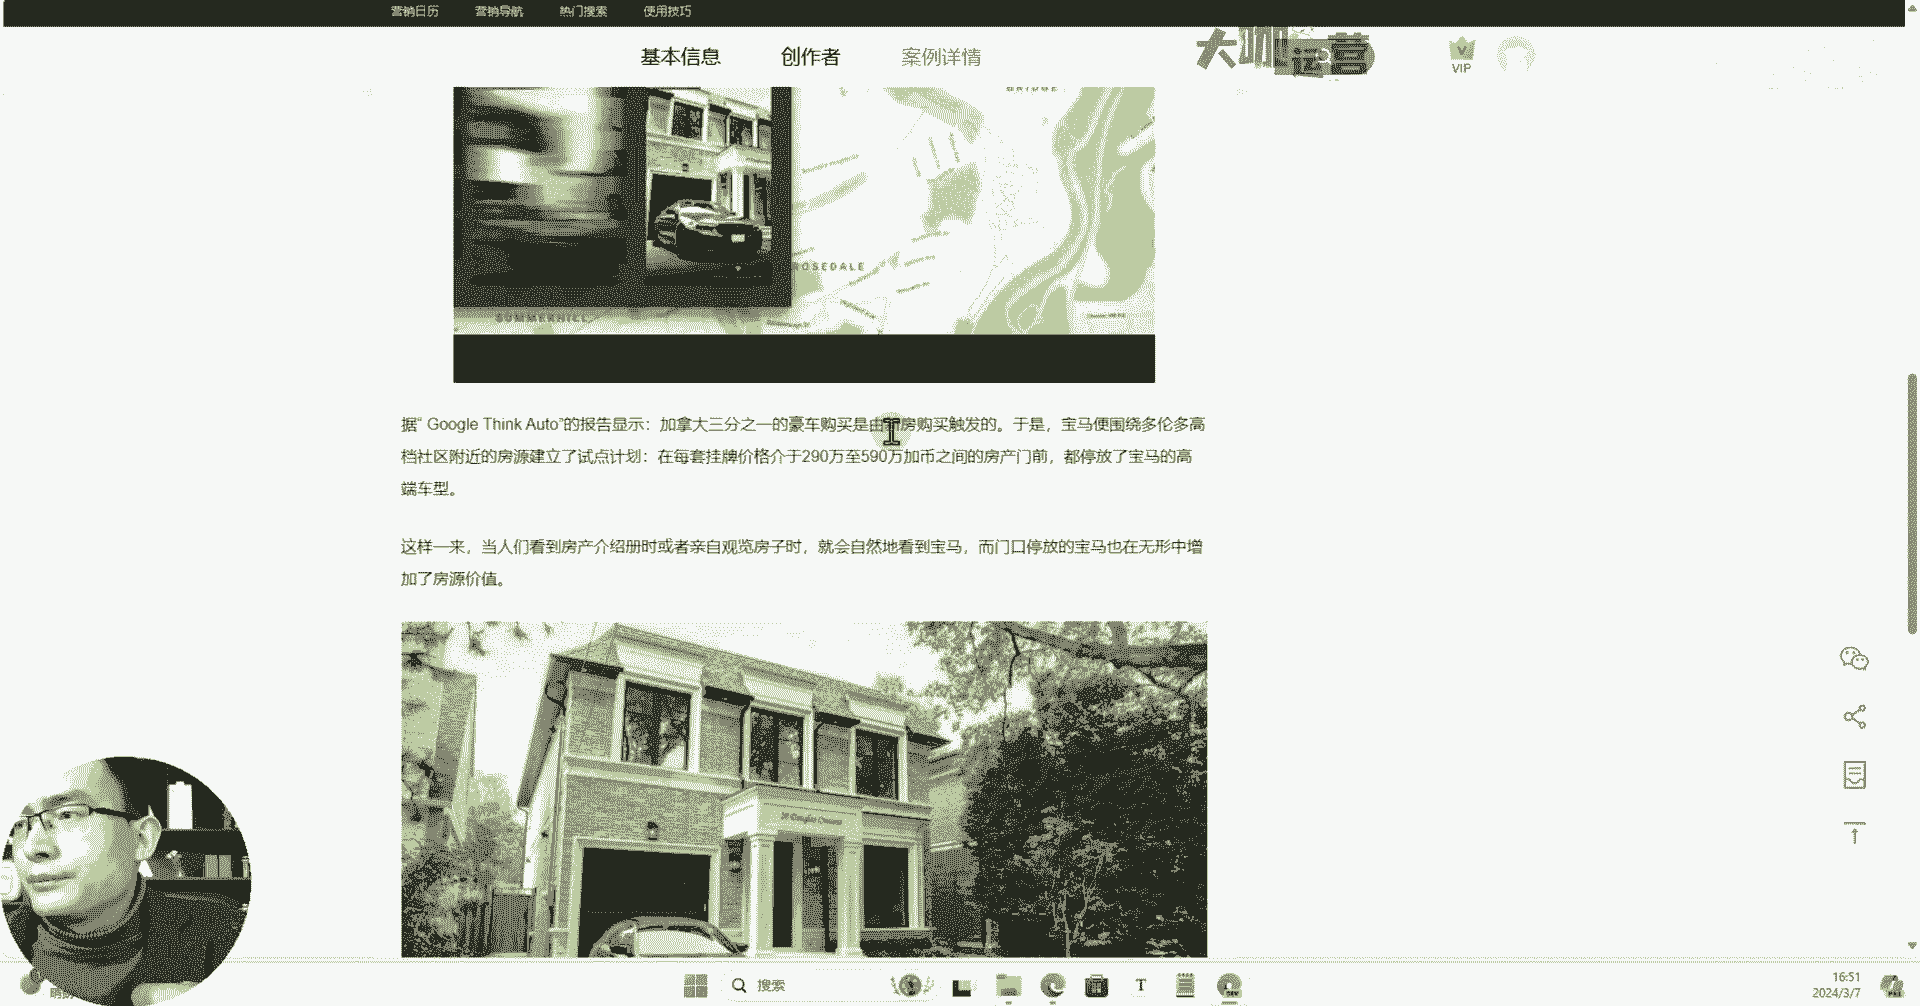 营销日历 营销导航 热门搜索 使用技巧
基本信息 创作者 案例详情
大咖运营
VIP
BRIDGE
ROSEDALE
SUMMERHILL
据“ Google Think Auto”的报告显示：加拿大三分之一的豪车购买是由房购买触发的。于是，宝马便围绕多伦多高
档社区附近的房源建立了试点计划：在每套挂牌价格介于290万至590万加币之间的房产门前，都停放了宝马的高
端车型。
这样一来，当人们看到房产介绍册时或者亲自观览房子时，就会自然地看到宝马，而门口停放的宝马也在无形中增
加了房源价值。
搜索
16:51
2024/3/7